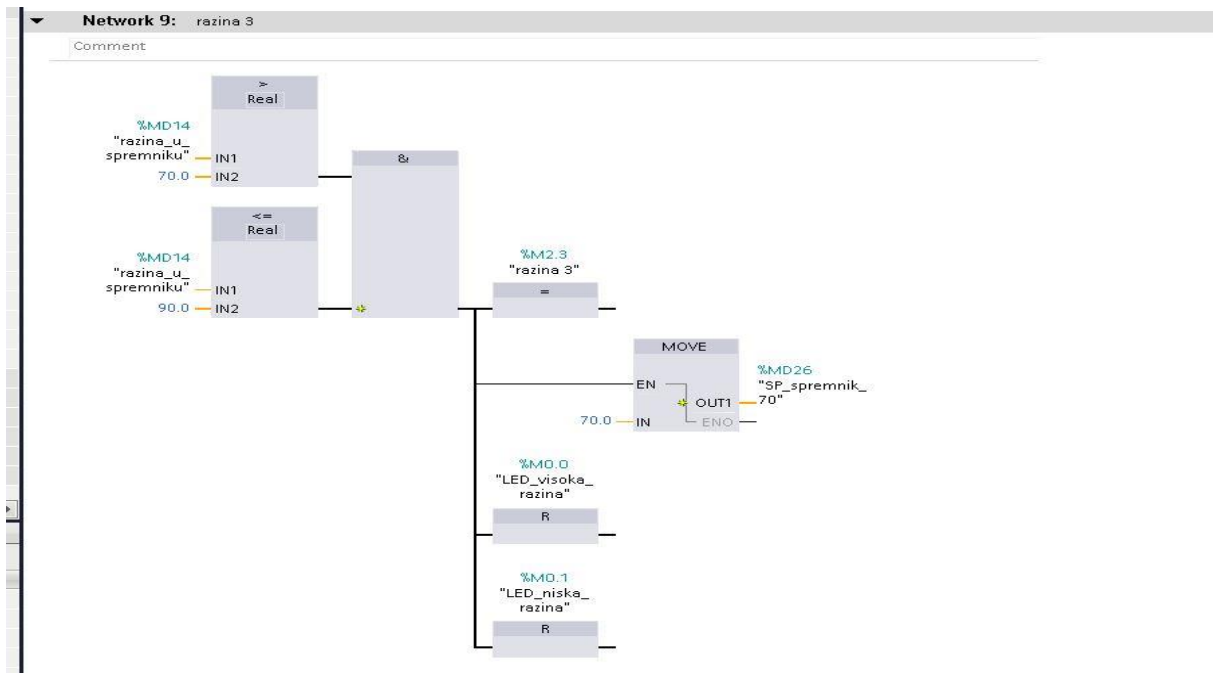 Network 9: razina 3
Comment
>
Real
%MD14
"razina_u_
spremniku"
IN1
70.0
IN2
&
<=
Real
%MD14
"razina_u_
spremniku"
IN1
90.0
IN2
%M2.3
"razina 3"
=
MOVE
EN
%MD26
"SP_spremnik_
70"
OUT1
70.0
IN
ENO
%M0.0
"LED_visoka_
razina"
R
%M0.1
"LED_niska_
razina"
R